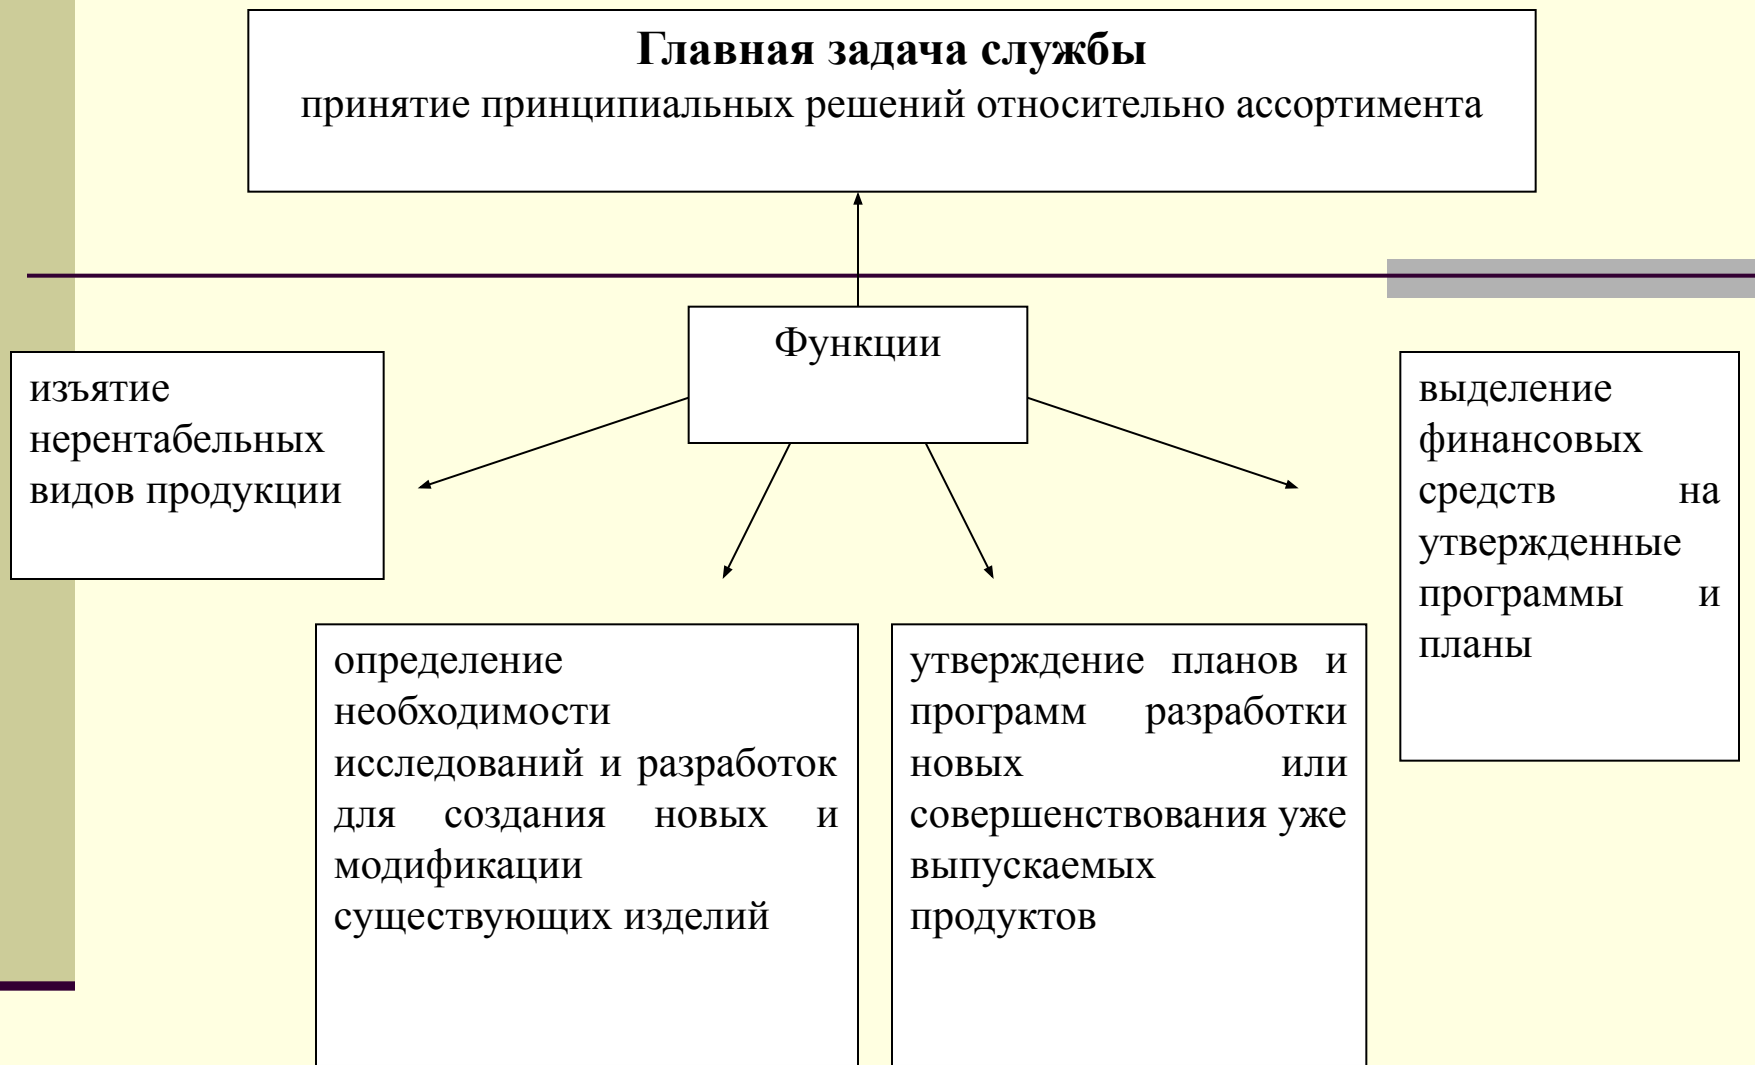 Главная задача службы
принятие принципиальных решений относительно ассортимента
Функции
изъятие
нерентабельных
видов продукции
определение
необходимости
исследований и разработок
для создания новых и
модификации
существующих изделий
утверждение планов и
программ разработки
новых или
совершенствования уже
выпускаемых
продуктов
выделение
финансовых
средств на
утвержденные
программы и
планы